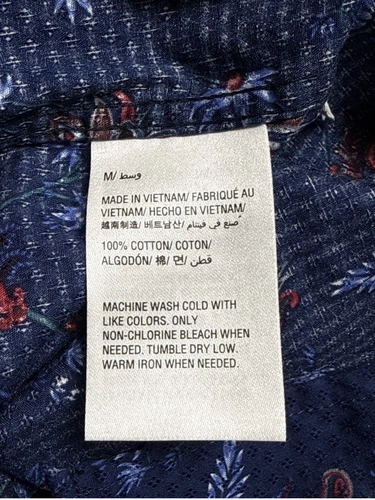 M/ وسط
MADE IN VIETNAM/ FABRIQUÉ AU
VIETNAM/ HECHO EN VIETNAM/
越南制造/ 베트남산/ صنع في فيتنام
100% COTTON/ COTON/
ALGODÓN/ 棉/ 면/ قطن
MACHINE WASH COLD WITH
LIKE COLORS. ONLY
NON-CHLORINE BLEACH WHEN
NEEDED. TUMBLE DRY LOW.
WARM IRON WHEN NEEDED.